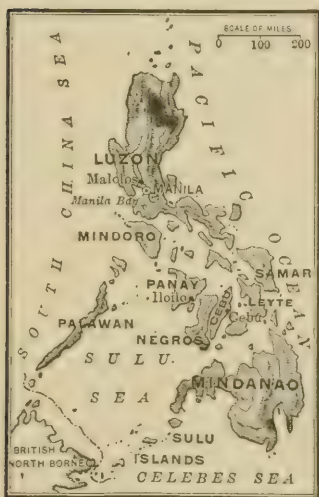 SCALE OF MILES
0 100 200
PACIFIC OCEAN
SOUTH CHINA SEA
LUZON
Malolos
MANILA
Manila Bay
MINDORO
SAMAR
PANAY
Iloilo
CEBU
LEYTE
Cebu
PALAWAN
NEGROS
SULU
SEA
MINDANAO
SULU
ISLANDS
BRITISH
NORTH BORNEO
CELEBES SEA